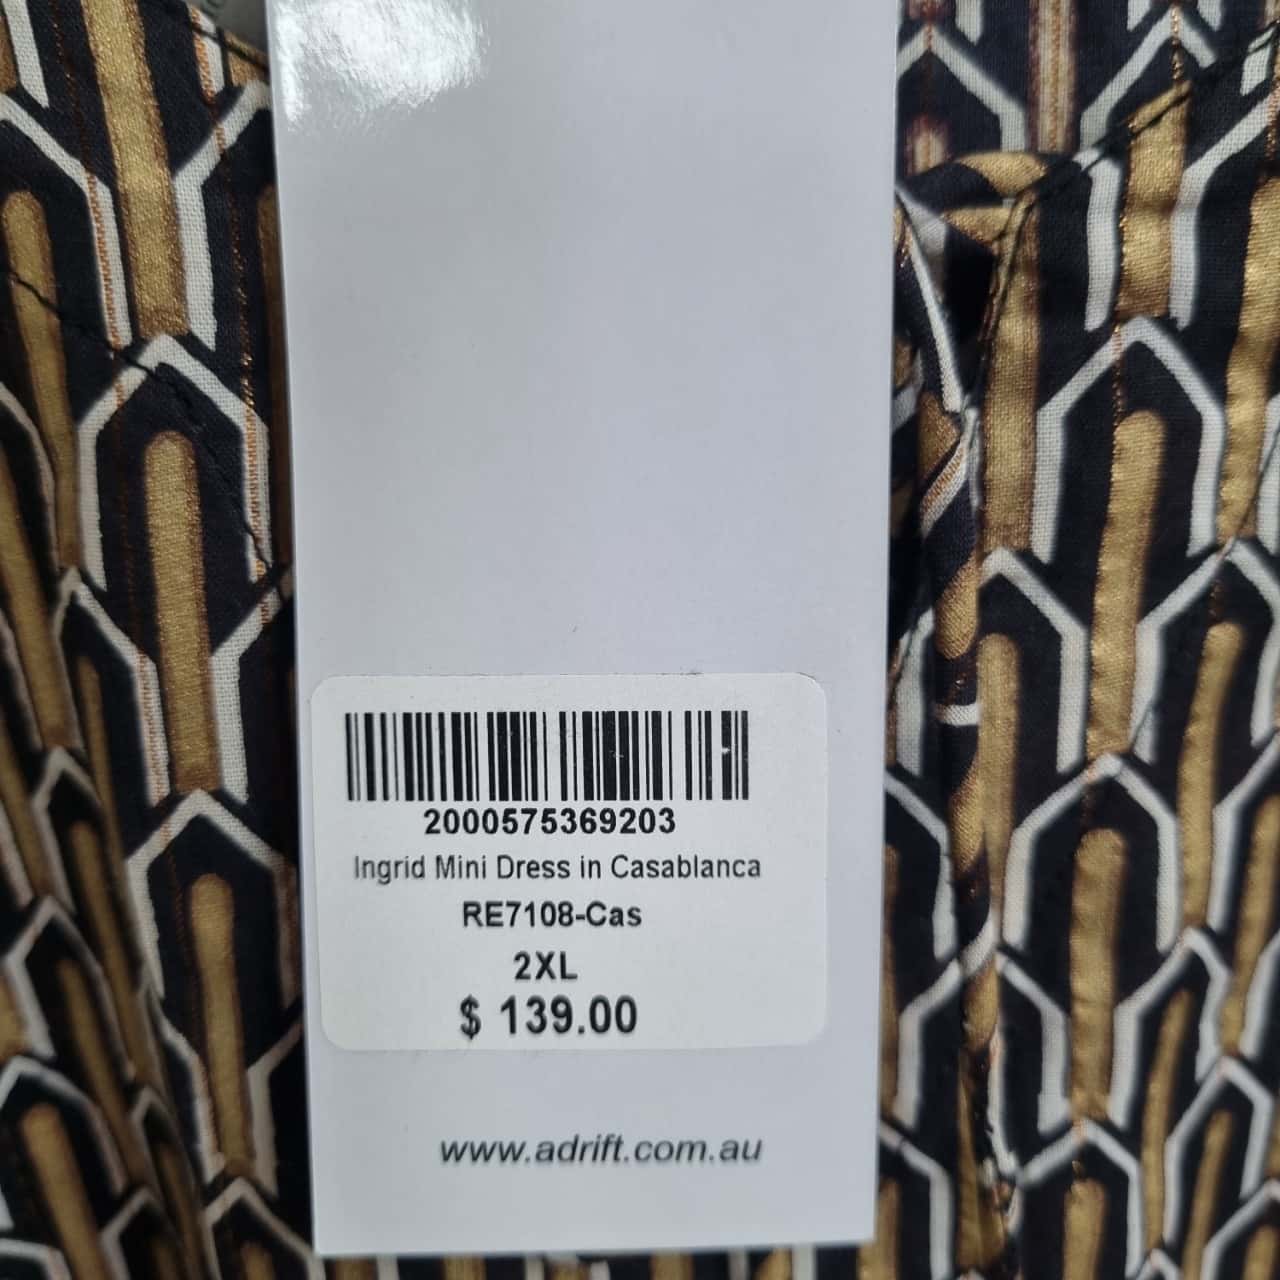 2000575369203
Ingrid Mini Dress in Casablanca
RE7108-Cas
2XL
$ 139.00
www.adrift.com.au